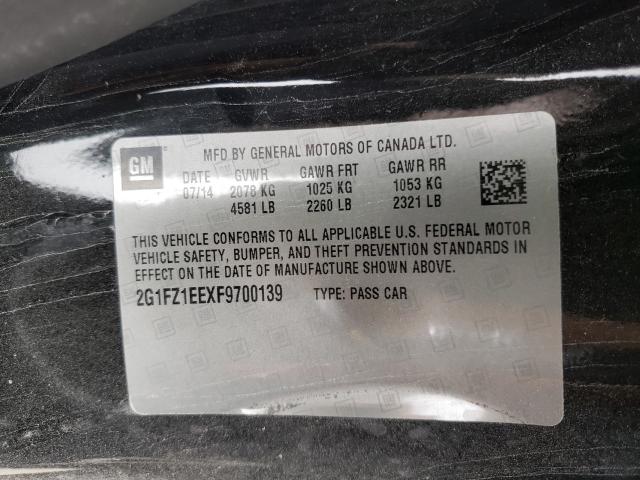 GM
MFD BY GENERAL MOTORS OF CANADA LTD.
DATE GVWR GAWR FRT GAWR RR
07/14 2078 KG 1025 KG 1053 KG
4581 LB 2260 LB 2321 LB
THIS VEHICLE CONFORMS TO ALL APPLICABLE U.S. FEDERAL MOTOR
VEHICLE SAFETY, BUMPER, AND THEFT PREVENTION STANDARDS IN
EFFECT ON THE DATE OF MANUFACTURE SHOWN ABOVE.
2G1FZ1EEXF9700139 TYPE: PASS CAR